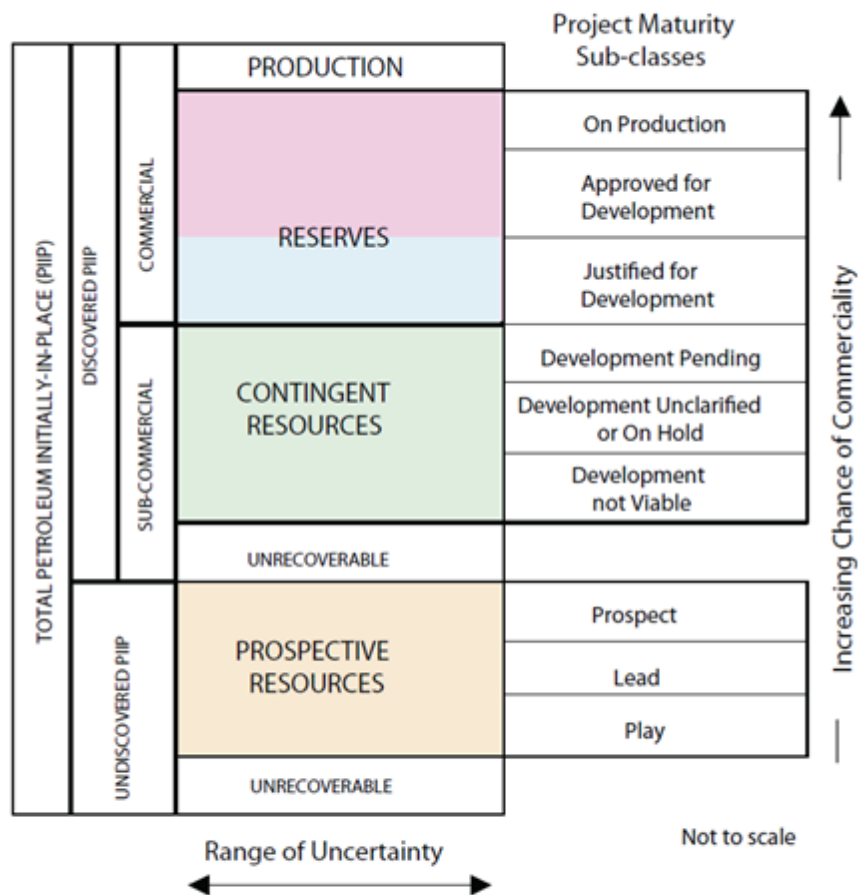 Project Maturity
Sub-classes
PRODUCTION
On Production
Approved for
Development
RESERVES
Justified for
Development
Development Pending
CONTINGENT
RESOURCES
Development Unclarified
or On Hold
Development
not Viable
UNRECOVERABLE
Prospect
PROSPECTIVE
RESOURCES
Lead
Play
UNRECOVERABLE
TOTAL PETROLEUM INITIALLY-IN-PLACE (PIIP)
DISCOVERED PIIP
UNDISCOVERED PIIP
COMMERCIAL
SUB-COMMERCIAL
Increasing Chance of Commerciality
Not to scale
Range of Uncertainty